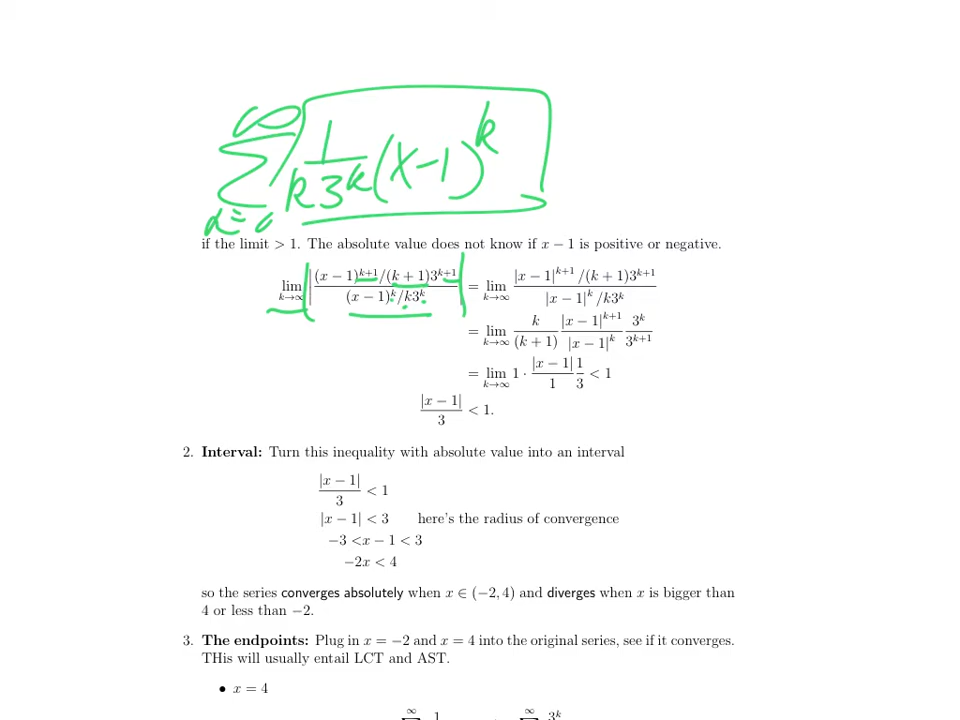 ∞
∑ 1/(k3^k) (x-1)^k
k=0
if the limit > 1. The absolute value does not know if x − 1 is positive or negative.
lim_{k→∞} |((x − 1)^{k+1}/(k + 1)3^{k+1})/((x − 1)^k/k3^k)| = lim_{k→∞} (|x − 1|^{k+1}/(k + 1)3^{k+1})/(|x − 1|^k/k3^k)
= lim_{k→∞} k/(k + 1) |x − 1|^{k+1}/|x − 1|^k 3^k/3^{k+1}
= lim_{k→∞} 1 · |x − 1|/1 1/3 < 1
|x − 1|/3 < 1.
2. Interval: Turn this inequality with absolute value into an interval
|x − 1|/3 < 1
|x − 1| < 3 here's the radius of convergence
−3 <x − 1 < 3
−2x < 4
so the series converges absolutely when x ∈ (−2, 4) and diverges when x is bigger than
4 or less than −2.
3. The endpoints: Plug in x = −2 and x = 4 into the original series, see if it converges.
THis will usually entail LCT and AST.
• x = 4